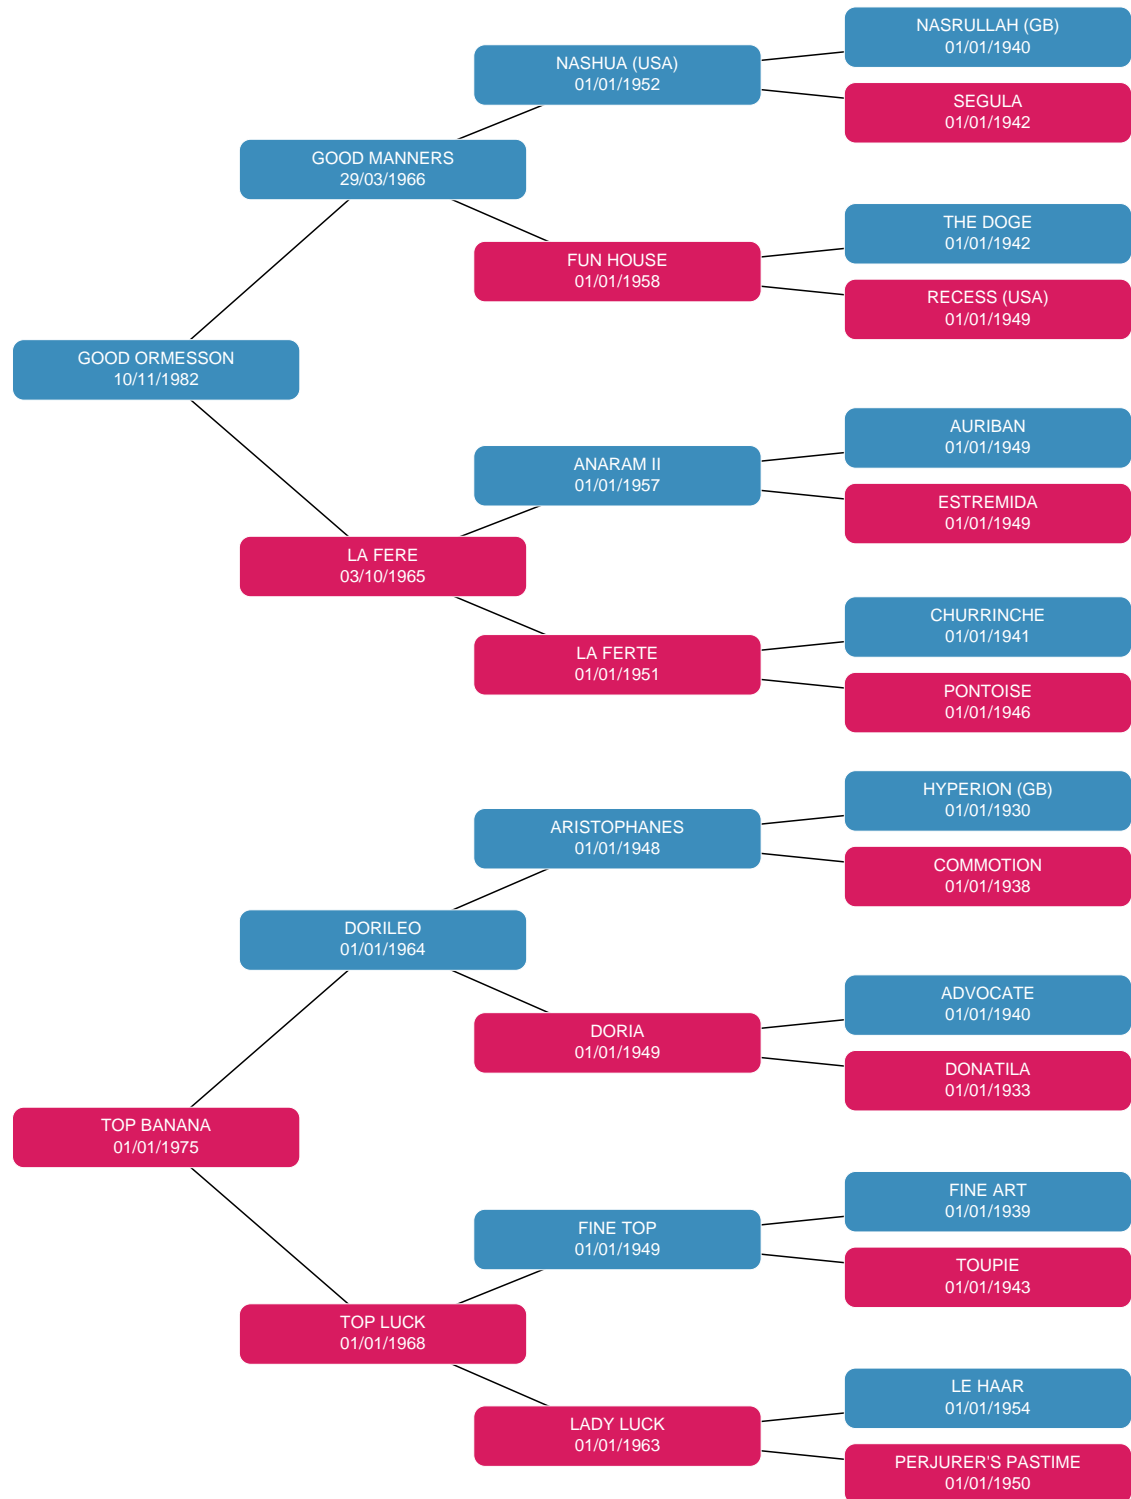 NASRULLAH (GB)
01/01/1940
NASHUA (USA)
01/01/1952
SEGULA
01/01/1942
GOOD MANNERS
29/03/1966
THE DOGE
01/01/1942
FUN HOUSE
01/01/1958
RECESS (USA)
01/01/1949
GOOD ORMESSON
10/11/1982
AURIBAN
01/01/1949
ANARAM II
01/01/1957
ESTREMIDA
01/01/1949
LA FERE
03/10/1965
CHURRINCHE
01/01/1941
LA FERTE
01/01/1951
PONTOISE
01/01/1946
HYPERION (GB)
01/01/1930
ARISTOPHANES
01/01/1948
COMMOTION
01/01/1938
DORILEO
01/01/1964
ADVOCATE
01/01/1940
DORIA
01/01/1949
DONATILA
01/01/1933
TOP BANANA
01/01/1975
FINE ART
01/01/1939
FINE TOP
01/01/1949
TOUPIE
01/01/1943
TOP LUCK
01/01/1968
LE HAAR
01/01/1954
LADY LUCK
01/01/1963
PERJURER'S PASTIME
01/01/1950